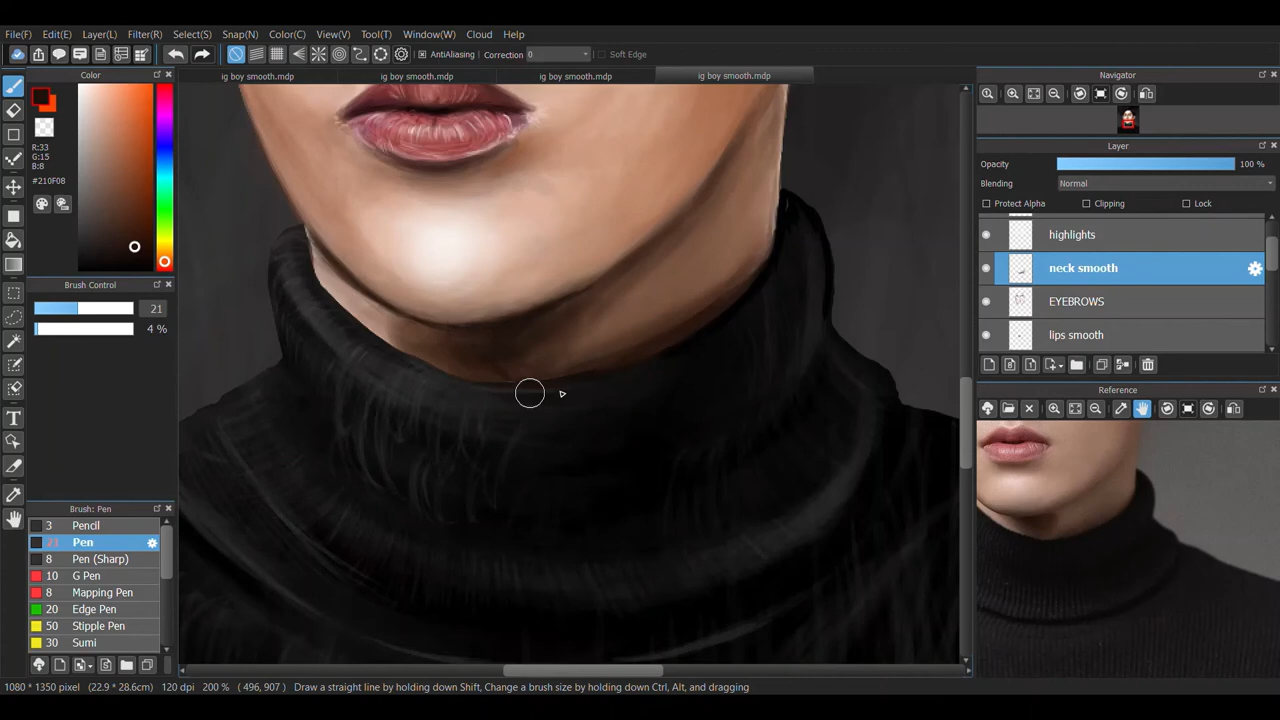 File(F) Edit(E) Layer(L) Filter(R) Select(S) Snap(N) Color(C) View(V) Tool(T) Window(W) Cloud Help
AntiAliasing Correction 0 Soft Edge
Color
ig boy smooth.mdp ig boy smooth.mdp ig boy smooth.mdp ig boy smooth.mdp
Navigator
R:33
G:15
B:8
#210F08
Layer
Opacity 100 %
Blending Normal
Protect Alpha Clipping Lock
highlights
neck smooth
EYEBROWS
lips smooth
Brush Control
21
4 %
Reference
Brush: Pen
3 Pencil
21 Pen
8 Pen (Sharp)
10 G Pen
8 Mapping Pen
20 Edge Pen
50 Stipple Pen
30 Sumi
1080 * 1350 pixel (22.9 * 28.6cm) 120 dpi 200 % ( 496, 907 ) Draw a straight line by holding down Shift, Change a brush size by holding down Ctrl, Alt, and dragging